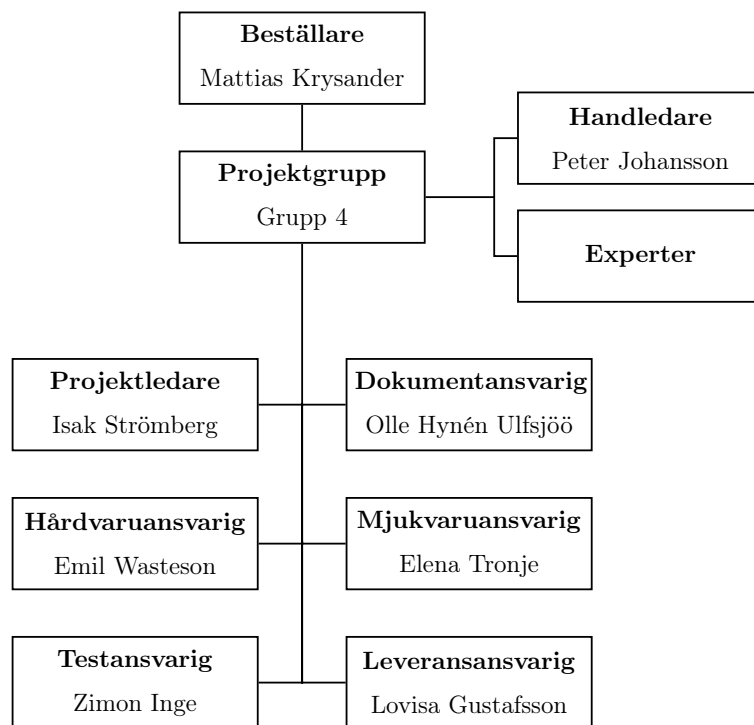 Beställare
Mattias Krysander
Handledare
Peter Johansson
Projektgrupp
Grupp 4
Experter
Projektledare
Isak Strömberg
Dokumentansvarig
Olle Hynén Ulfsjöö
Hårdvaruansvarig
Emil Wasteson
Mjukvaruansvarig
Elena Tronje
Testansvarig
Zimon Inge
Leveransansvarig
Lovisa Gustafsson